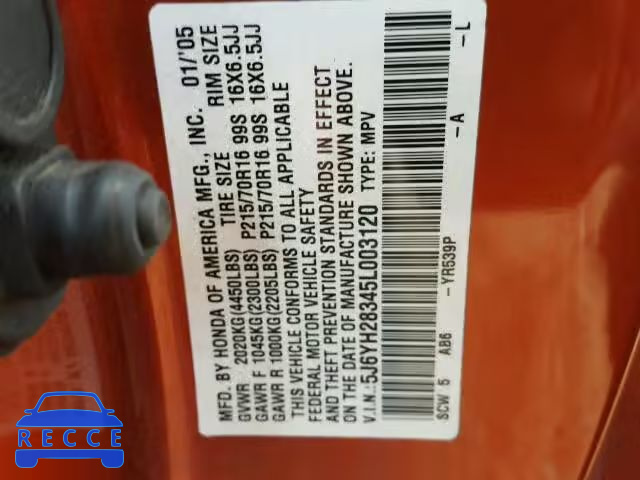 MFD. BY HONDA OF AMERICA MFG., INC. 01/'05
TIRE SIZE RIM SIZE
GVWR 2020KG(4450LBS)
GAWR F 1045KG(2300LBS) P215/70R16 99S 16X6.5JJ
GAWR R 1000KG(2205LBS) P215/70R16 99S 16X6.5JJ
THIS VEHICLE CONFORMS TO ALL APPLICABLE
FEDERAL MOTOR VEHICLE SAFETY
AND THEFT PREVENTION STANDARDS IN EFFECT
ON THE DATE OF MANUFACTURE SHOWN ABOVE.
V.I.N.:5J6YH28345L003120 TYPE: MPV
SCW 5 AB6 -YR539P -A -L
RECCE